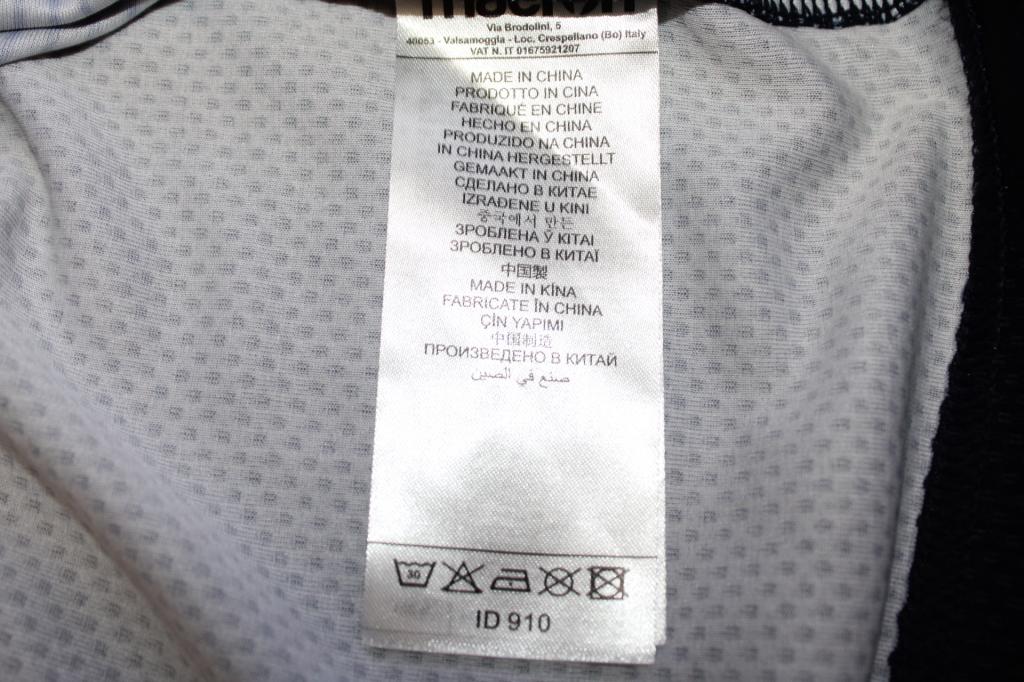 macron
Via Brodolini, 5
40053 - Valsamoggia - Loc. Crespellano (Bo) Italy
VAT N. IT 01675921207
MADE IN CHINA
PRODOTTO IN CINA
FABRIQUÉ EN CHINE
HECHO EN CHINA
PRODUZIDO NA CHINA
IN CHINA HERGESTELLT
GEMAAKT IN CHINA
СДЕЛАНО В КИТАЕ
IZRAĐENE U KINI
중국에서 만든
ЗРОБЛЕНА Ў КІТАІ
ЗРОБЛЕНО В КИТАЇ
中国製
MADE IN KÍNA
FABRICATE ÎN CHINA
ÇİN YAPIMI
中国制造
ПРОИЗВЕДЕНО В КИТАЙ
صنع في الصين
30
ID 910